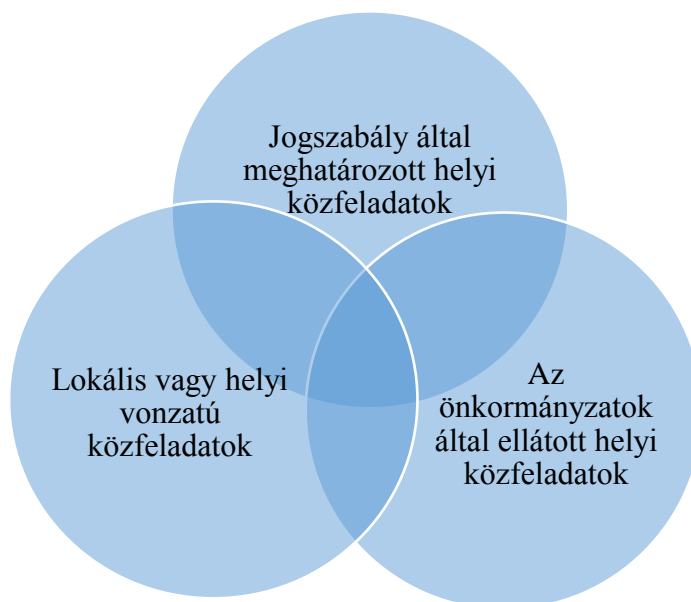 Jogszabály által
meghatározott helyi
közfeladatok
Lokális vagy helyi
vonzatú
közfeladatok
Az
önkormányzatok
által ellátott helyi
közfeladatok